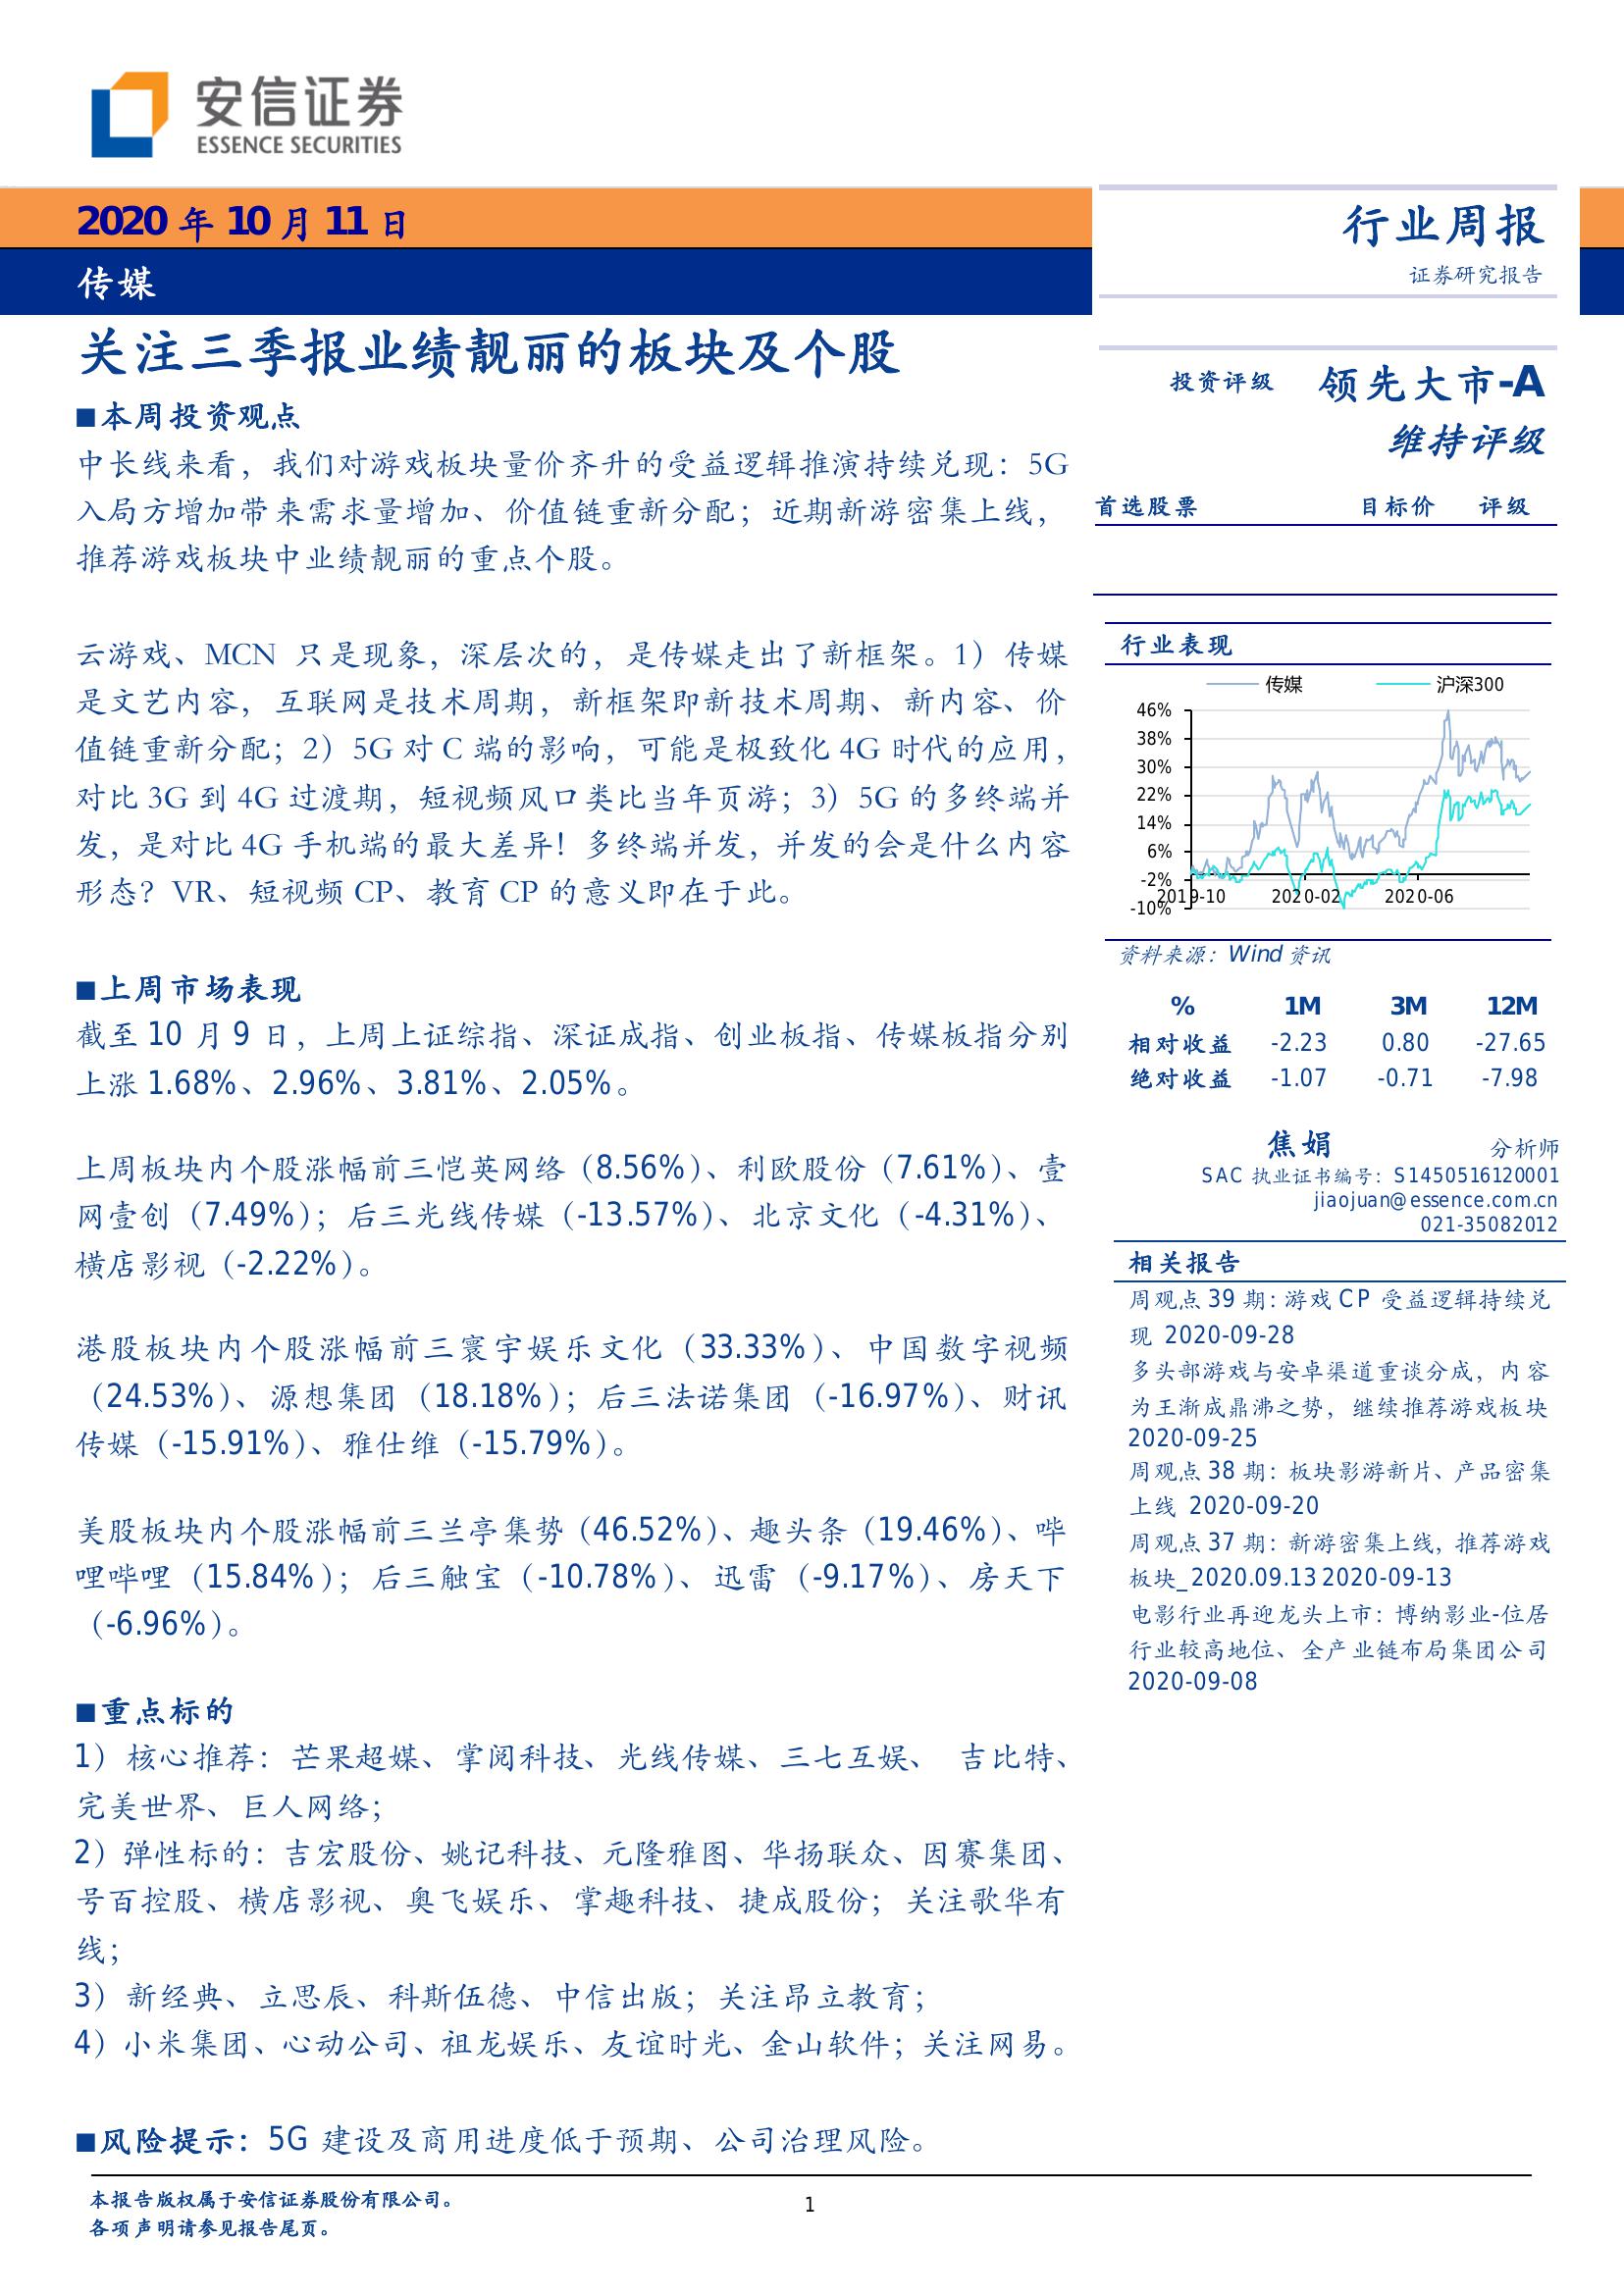 安信证券
ESSENCE SECURITIES
2020 年 10 月 11 日
传媒
行业周报
证券研究报告
关注三季报业绩靓丽的板块及个股
■本周投资观点
中长线来看，我们对游戏板块量价齐升的受益逻辑推演持续兑现：5G
入局方增加带来需求量增加、价值链重新分配；近期新游密集上线，
推荐游戏板块中业绩靓丽的重点个股。
云游戏、MCN 只是现象，深层次的，是传媒走出了新框架。1）传媒
是文艺内容，互联网是技术周期，新框架即新技术周期、新内容、价
值链重新分配；2）5G 对 C 端的影响，可能是极致化 4G 时代的应用，
对比 3G 到 4G 过渡期，短视频风口类比当年页游；3）5G 的多终端并
发，是对比 4G 手机端的最大差异！多终端并发，并发的会是什么内容
形态？VR、短视频 CP、教育 CP 的意义即在于此。
■上周市场表现
截至 10 月 9 日，上周上证综指、深证成指、创业板指、传媒板指分别
上涨 1.68%、2.96%、3.81%、2.05%。
上周板块内个股涨幅前三恺英网络（8.56%）、利欧股份（7.61%）、壹
网壹创（7.49%）；后三光线传媒（-13.57%）、北京文化（-4.31%）、
横店影视（-2.22%）。
港股板块内个股涨幅前三寰宇娱乐文化（33.33%）、中国数字视频
（24.53%）、源想集团（18.18%）；后三法诺集团（-16.97%）、财讯
传媒（-15.91%）、雅仕维（-15.79%）。
美股板块内个股涨幅前三兰亭集势（46.52%）、趣头条（19.46%）、哔
哩哔哩（15.84%）；后三触宝（-10.78%）、迅雷（-9.17%）、房天下
（-6.96%）。
■重点标的
1）核心推荐：芒果超媒、掌阅科技、光线传媒、三七互娱、 吉比特、
完美世界、巨人网络；
2）弹性标的：吉宏股份、姚记科技、元隆雅图、华扬联众、因赛集团、
号百控股、横店影视、奥飞娱乐、掌趣科技、捷成股份；关注歌华有
线；
3）新经典、立思辰、科斯伍德、中信出版；关注昂立教育；
4）小米集团、心动公司、祖龙娱乐、友谊时光、金山软件；关注网易。
■风险提示：5G 建设及商用进度低于预期、公司治理风险。
投资评级 领先大市-A
维持评级
首选股票 目标价 评级
行业表现
传媒 沪深300
46%
38%
30%
22%
14%
6%
-2%
-10%
2019-10 2020-02 2020-06
资料来源：Wind 资讯
% 1M 3M 12M
相对收益 -2.23 0.80 -27.65
绝对收益 -1.07 -0.71 -7.98
焦娟 分析师
SAC 执业证书编号：S1450516120001
jiaojuan@essence.com.cn
021-35082012
相关报告
周观点 39 期：游戏 CP 受益逻辑持续兑
现 2020-09-28
多头部游戏与安卓渠道重谈分成，内容
为王渐成鼎沸之势，继续推荐游戏板块
2020-09-25
周观点 38 期：板块影游新片、产品密集
上线 2020-09-20
周观点 37 期：新游密集上线，推荐游戏
板块_2020.09.13 2020-09-13
电影行业再迎龙头上市：博纳影业-位居
行业较高地位、全产业链布局集团公司
2020-09-08
本报告版权属于安信证券股份有限公司。
各项声明请参见报告尾页。
1